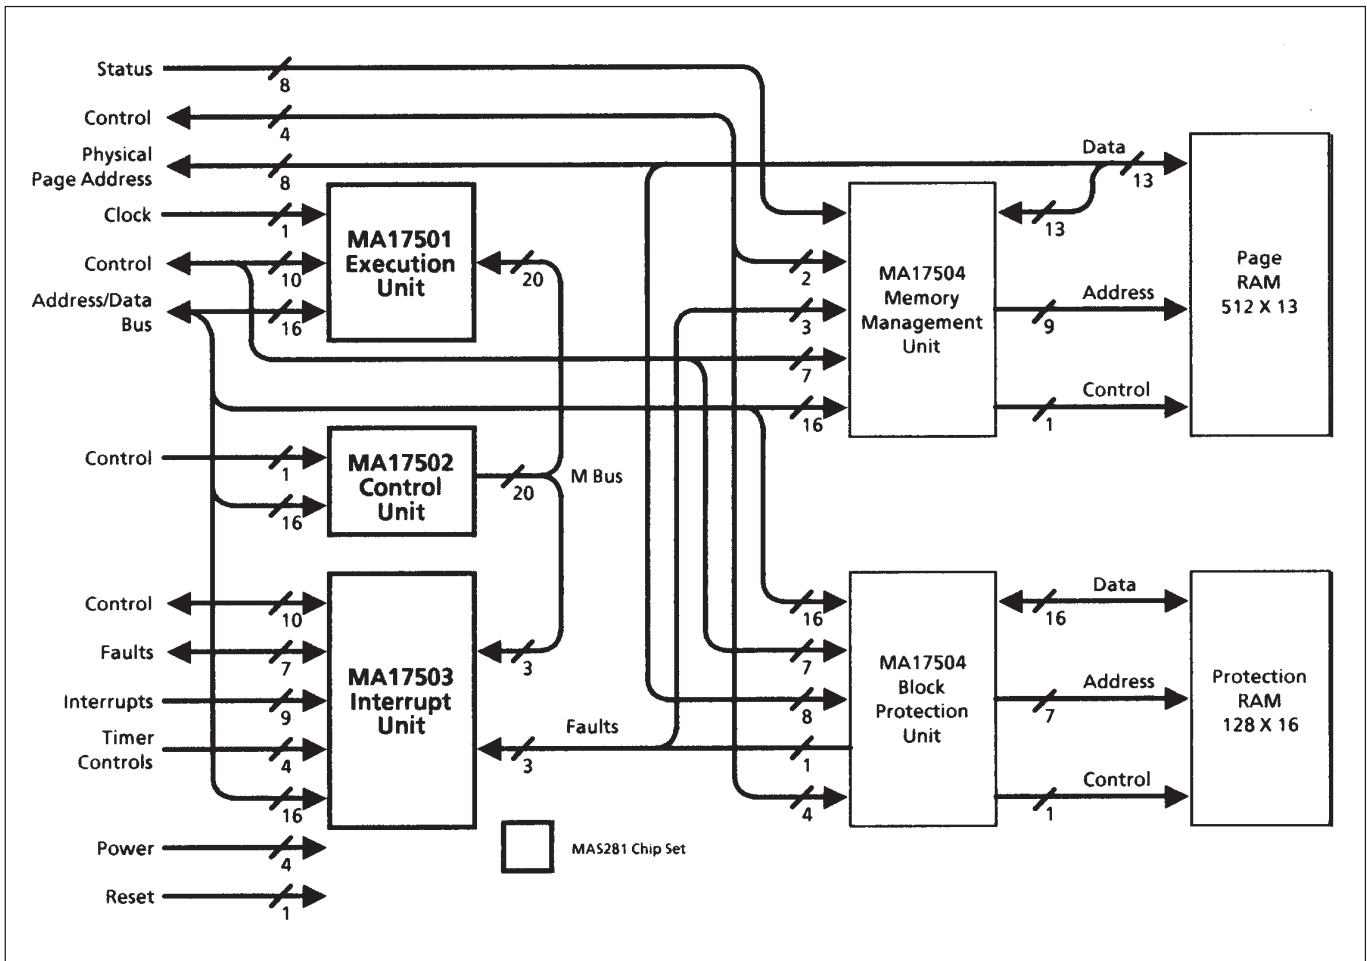 Status
8
Control
4
Physical
Page Address
8
Clock
1
Control
10
Address/Data
Bus
16
MA17501
Execution
Unit
20
Control
1
16
MA17502
Control
Unit
20
M Bus
Control
10
Faults
7
Interrupts
9
Timer
Controls
4
16
MA17503
Interrupt
Unit
3
Faults
3
Power
4
Reset
1
MAS281 Chip Set
2
3
7
16
MA17504
Memory
Management
Unit
Data
13
13
Address
9
Control
1
Page
RAM
512 X 13
16
7
8
1
4
MA17504
Block
Protection
Unit
Data
16
Address
7
Control
1
Protection
RAM
128 X 16